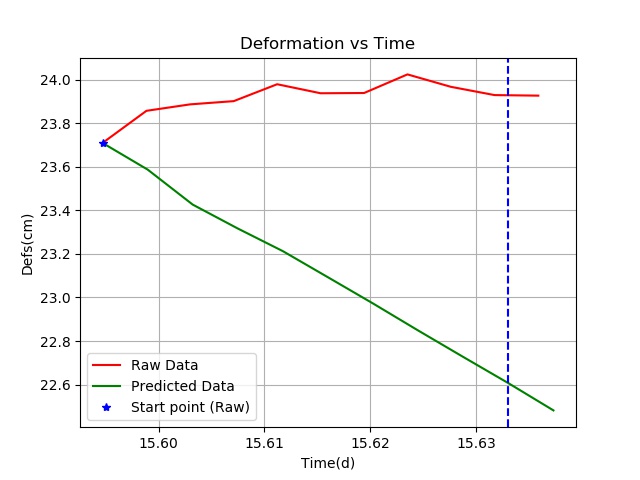 Deformation vs Time
24.0
23.8
23.6
23.4
23.2
23.0
22.8
22.6
Defs(cm)
Raw Data
Predicted Data
Start point (Raw)
15.60 15.61 15.62 15.63
Time(d)